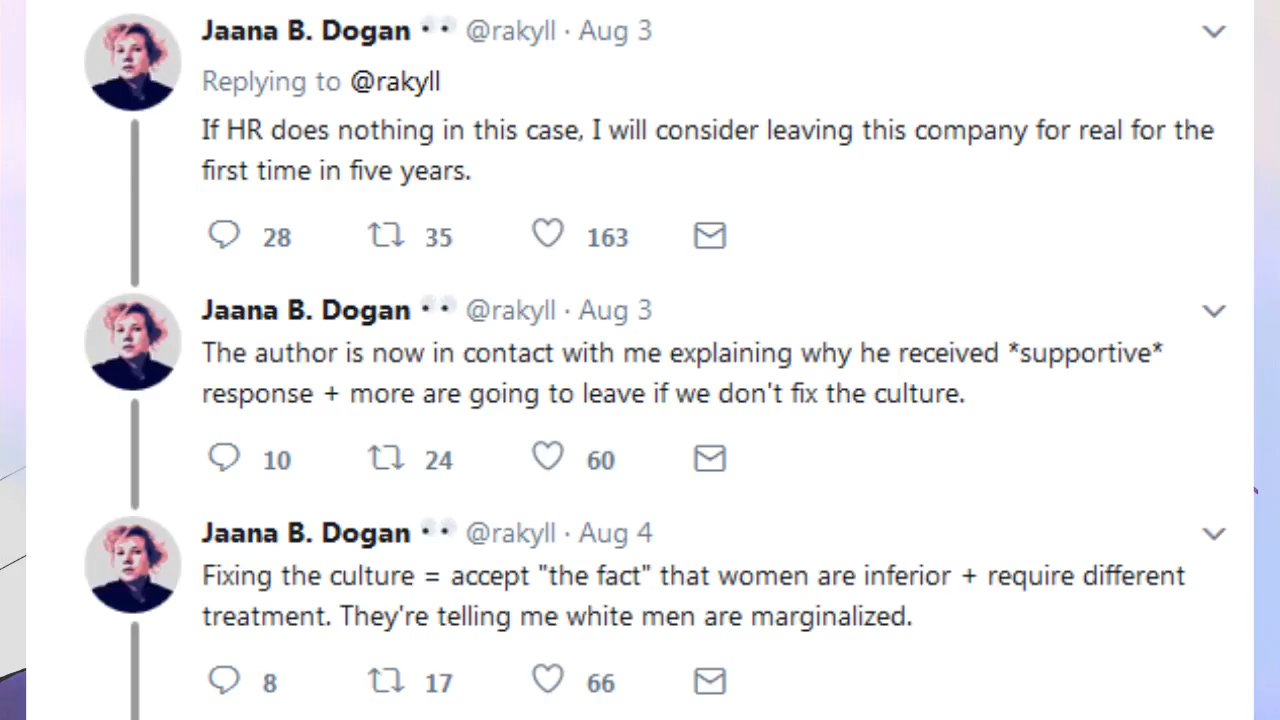 Jaana B. Dogan 👀 @rakyll · Aug 3
Replying to @rakyll
If HR does nothing in this case, I will consider leaving this company for real for the
first time in five years.
28 35 163
Jaana B. Dogan 👀 @rakyll · Aug 3
The author is now in contact with me explaining why he received *supportive*
response + more are going to leave if we don't fix the culture.
10 24 60
Jaana B. Dogan 👀 @rakyll · Aug 4
Fixing the culture = accept "the fact" that women are inferior + require different
treatment. They're telling me white men are marginalized.
8 17 66